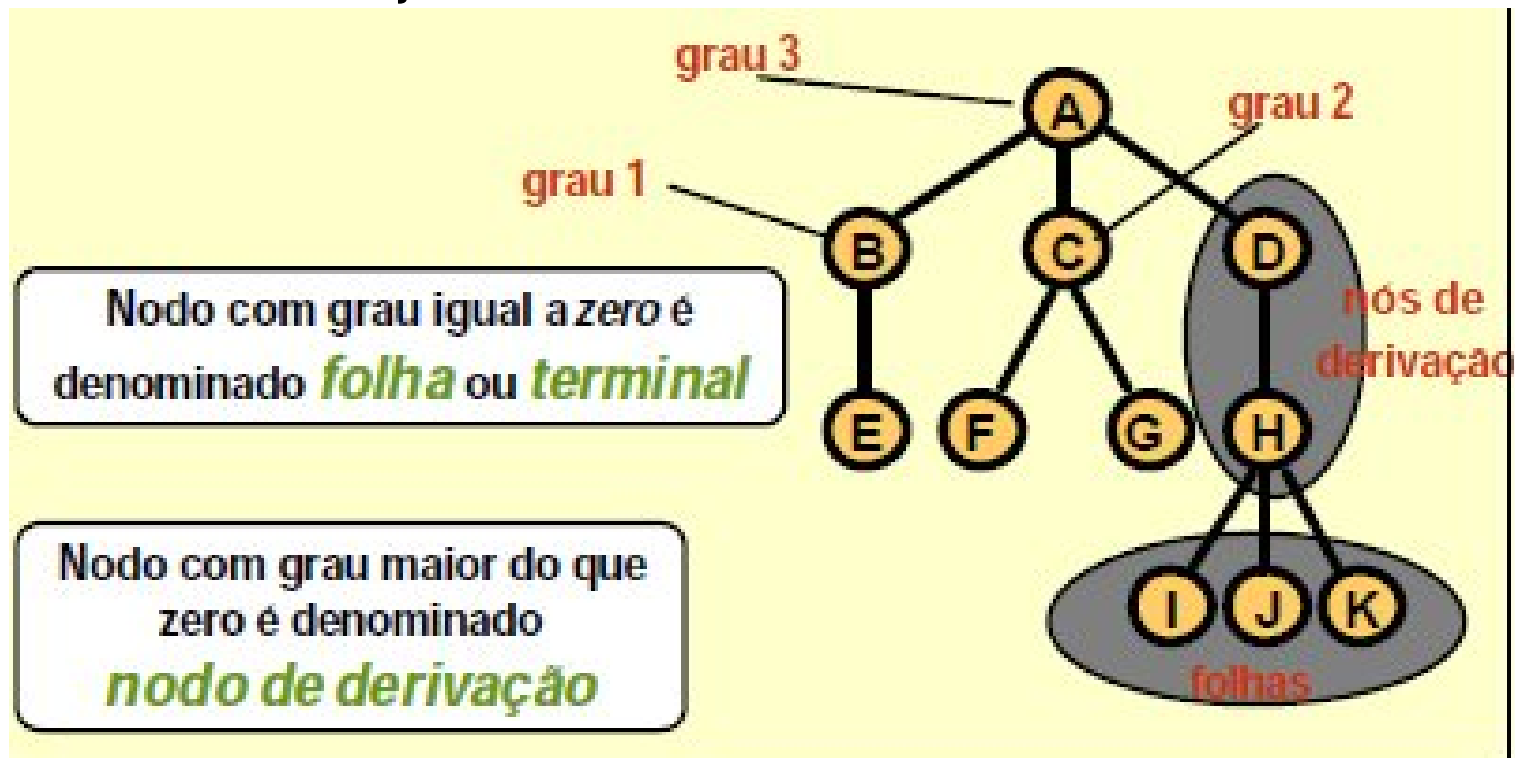 grau 3
A
grau 2
grau 1
B
C
D
nós de
derivação
Nodo com grau igual a zero é
denominado folha ou terminal
E
F
G
H
Nodo com grau maior do que
zero é denominado
nodo de derivação
I
J
K
folhas